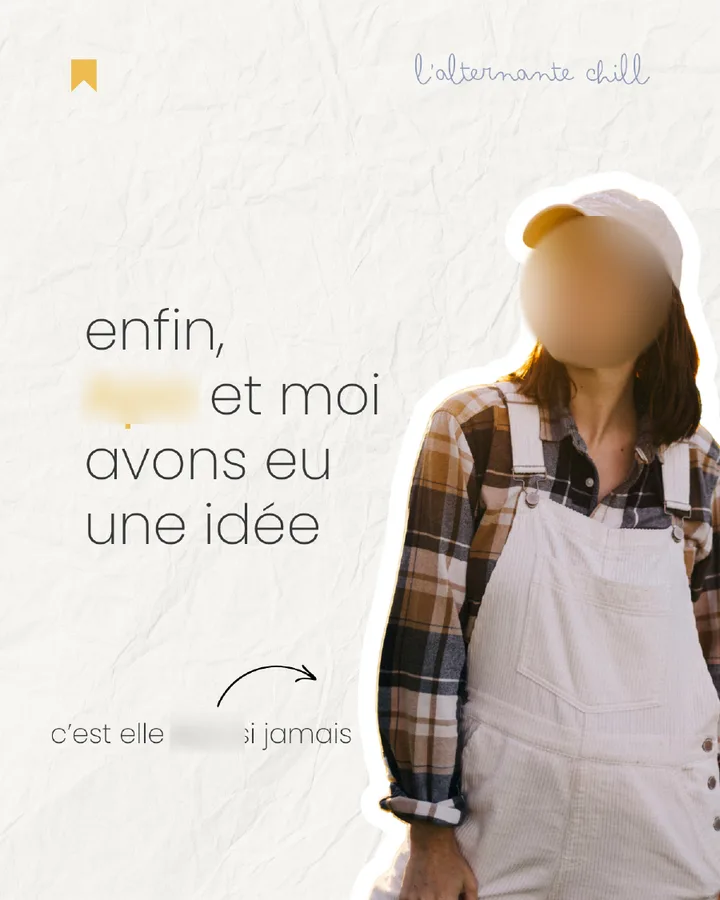 l'alternante chill
enfin,
et moi
avons eu
une idée
c'est elle si jamais